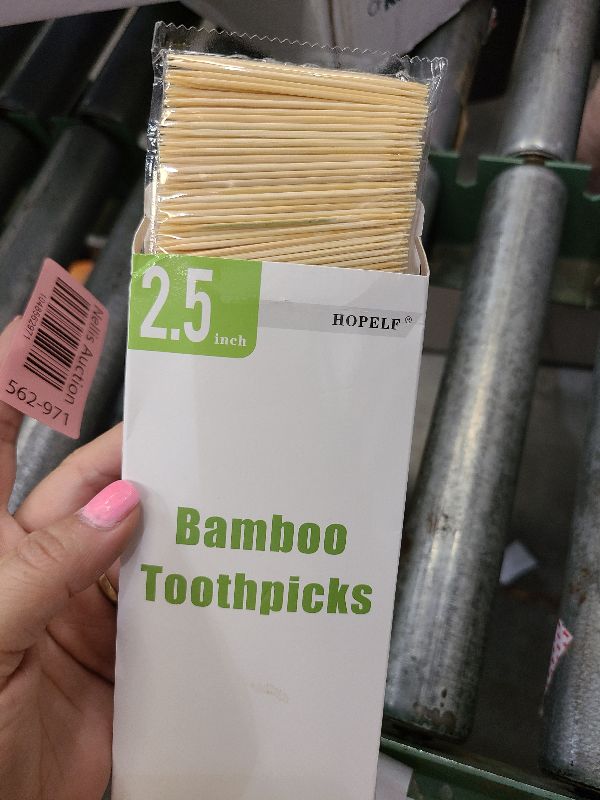 2.5
inch
HOPELF ®
Bamboo
Toothpicks
Nellis Auction
562-971